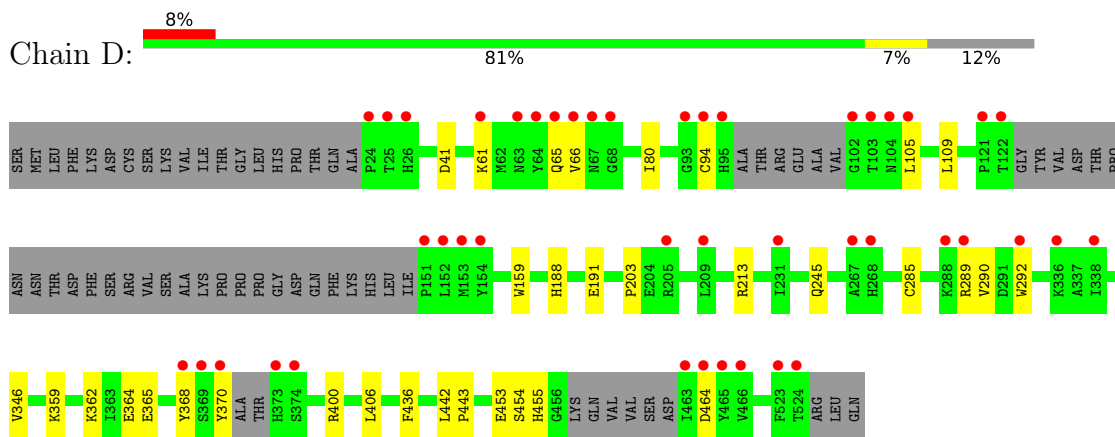 8%
Chain D:
81% 7% 12%
SER MET LEU PHE LYS ASP CYS SER LYS VAL ILE THR GLY LEU HIS PRO THR GLN ALA P24 T25 H26 D41 K61 M62 N63 Y64 Q65 V66 N67 G68 I80 G93 C94 H95 ALA THR ARG GLU ALA VAL G102 T103 N104 L105 L109 P121 T122 GLY TYR VAL ASP THR PRO
ASN ASN THR ASP PHE SER ARG VAL SER ALA LYS PRO PRO PRO GLY ASP GLN PHE LYS HIS LEU ILE P151 L152 M153 Y154 W159 H188 E191 P203 E204 R205 L209 R213 I231 Q245 A267 H268 C285 K288 R289 V290 D291 W292 K336 A337 I338
V346 K359 K362 I363 E364 E365 Y368 S369 Y370 ALA THR H373 S374 R400 L406 F436 L442 P443 E453 S454 H455 G456 LYS GLN VAL VAL SER ASP I463 D464 Y465 V466 F523 T524 ARG LEU GLN